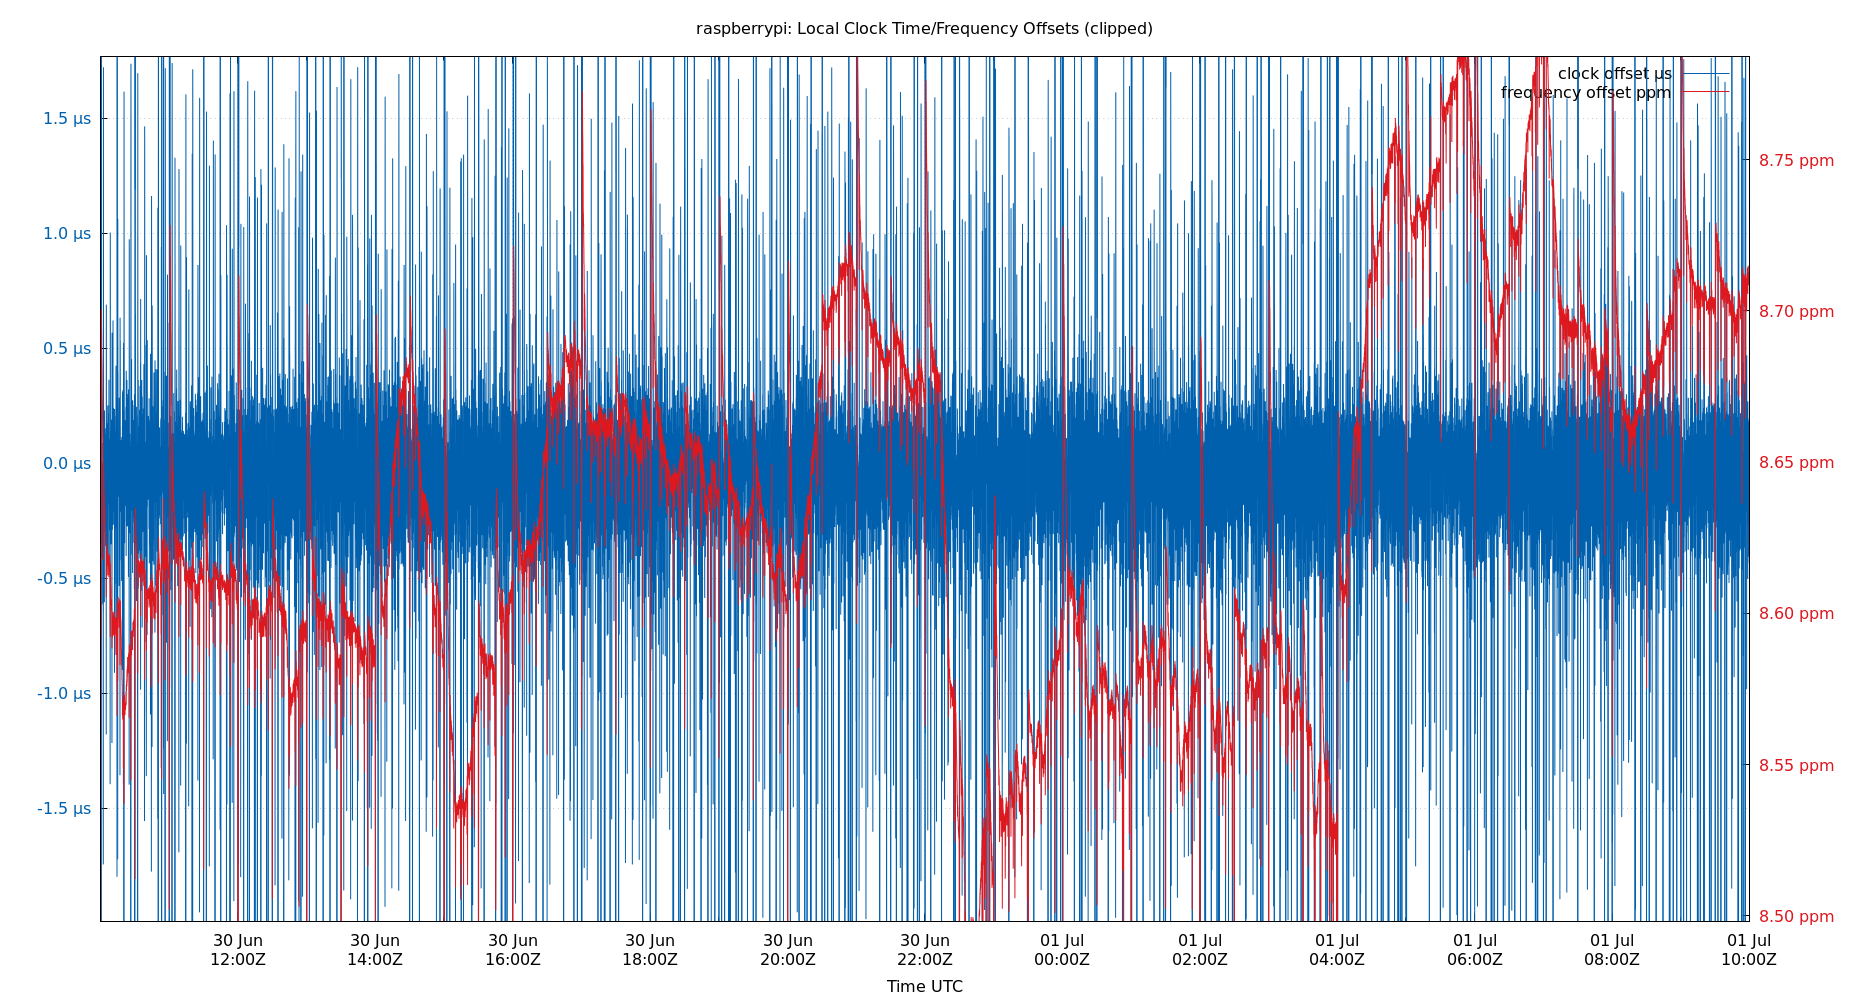 raspberrypi: Local Clock Time/Frequency Offsets (clipped)
clock offset µs
frequency offset ppm
1.5 µs
1.0 µs
0.5 µs
0.0 µs
-0.5 µs
-1.0 µs
-1.5 µs
8.75 ppm
8.70 ppm
8.65 ppm
8.60 ppm
8.55 ppm
8.50 ppm
30 Jun 30 Jun 30 Jun 30 Jun 30 Jun 30 Jun 01 Jul 01 Jul 01 Jul 01 Jul 01 Jul 01 Jul
12:00Z 14:00Z 16:00Z 18:00Z 20:00Z 22:00Z 00:00Z 02:00Z 04:00Z 06:00Z 08:00Z 10:00Z
Time UTC